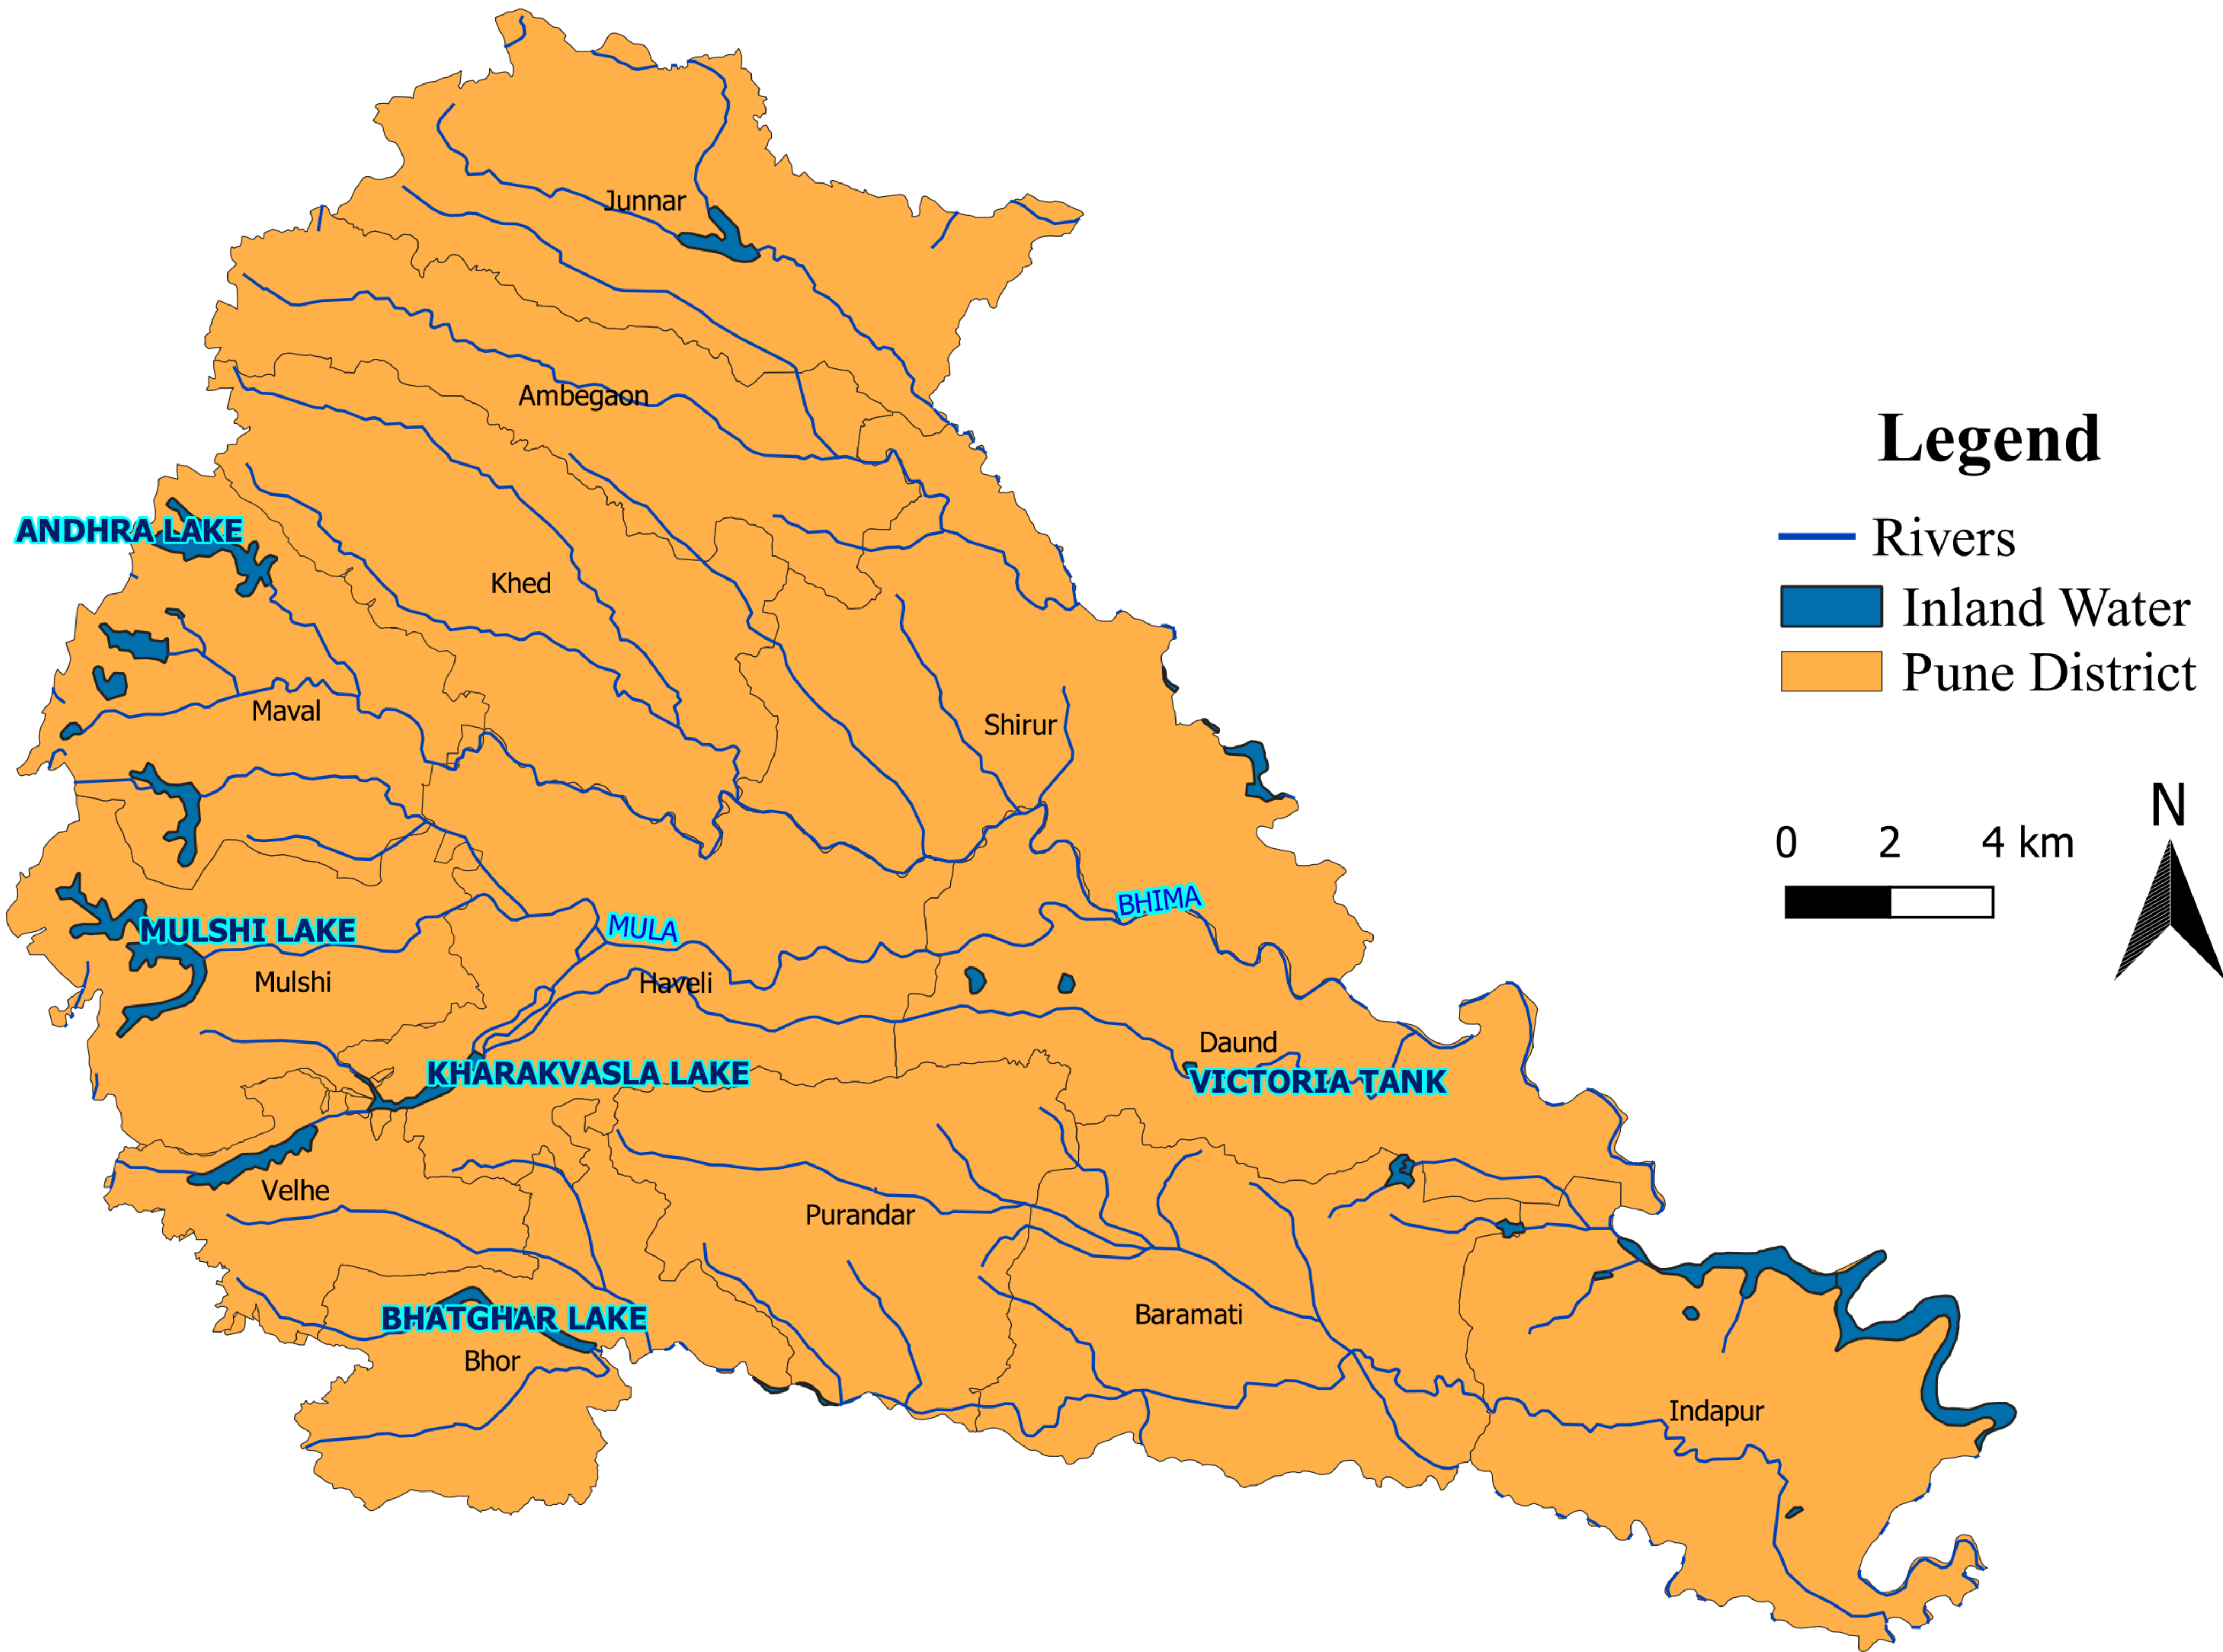 Junnar
Ambegaon
Legend
ANDHRA LAKE
Rivers
Khed
Inland Water
Pune District
Maval
Shirur
N
0 2 4 km
BHIMA
MULA
MULSHI LAKE
Mulshi
Haveli
Daund
KHARAKVASLA LAKE
VICTORIA TANK
Velhe
Purandar
BHATGHAR LAKE
Baramati
Bhor
Indapur